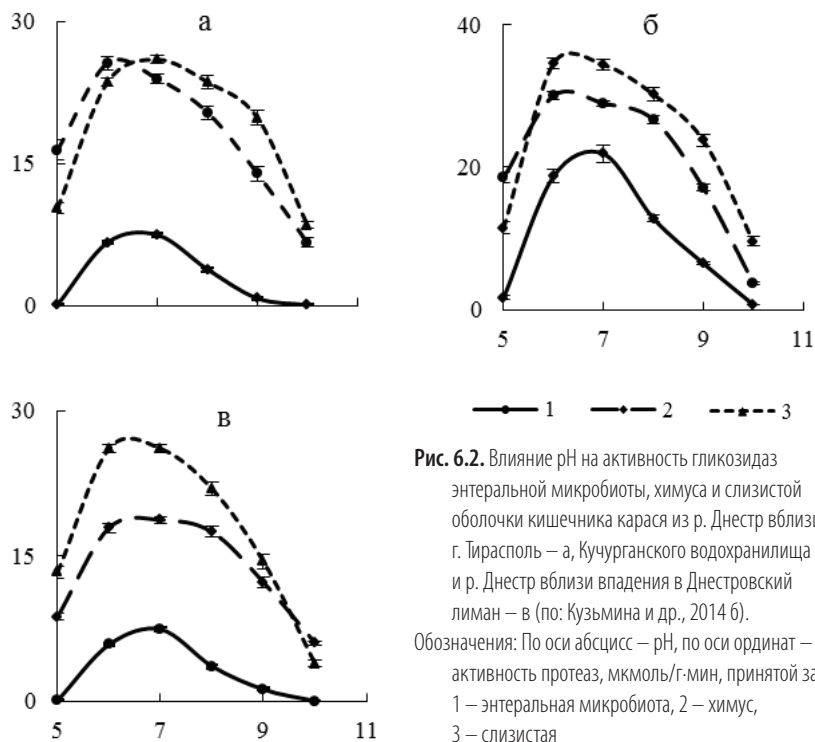 30
а
15
0
40
б
20
0
5
7
9
11
30
в
15
0
5
7
9
11
1
2
3
Рис. 6.2. Влияние рН на активность гликозидаз
энтеральной микробиоты, химуса и слизистой
оболочки кишечника карася из р. Днестр вблизи
г. Тирасполь – а, Кучурганского водохранилища
и р. Днестр вблизи впадения в Днестровский
лиман – в (по: Кузьмина и др., 2014 б).
Обозначения: По оси абсцисс – рН, по оси ординат –
активность протеаз, мкмоль/г·мин, принятой за
1 – энтеральная микробиота, 2 – химус,
3 – слизистая